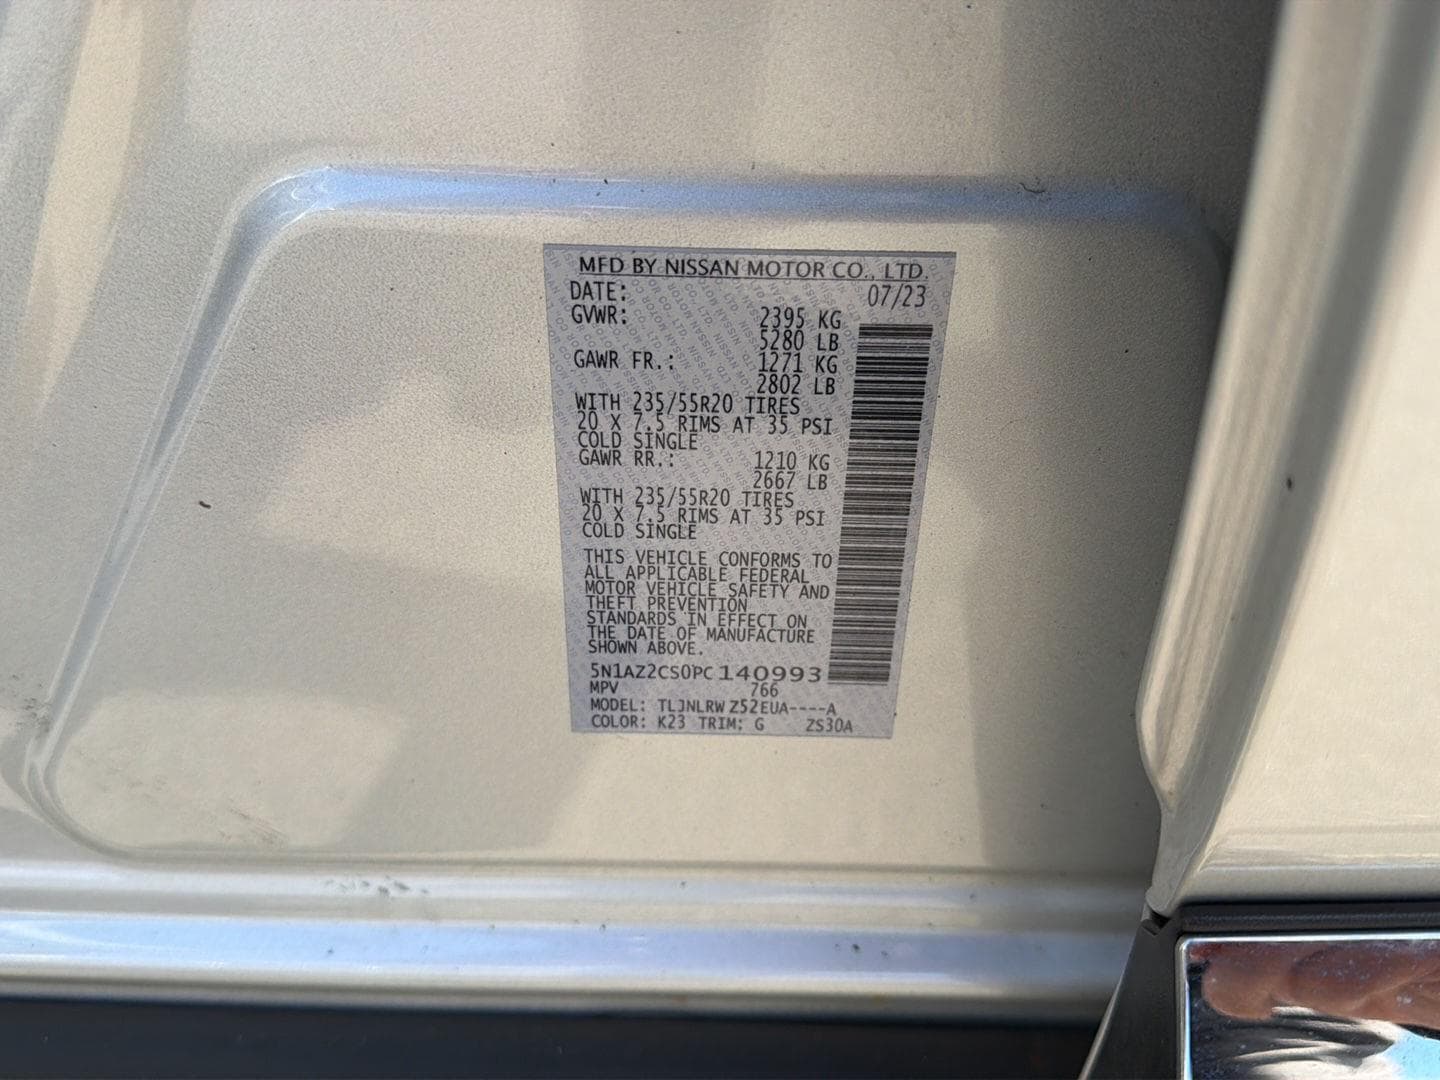 MFD BY NISSAN MOTOR CO., LTD.
DATE: 07/23
GVWR: 2395 KG
5280 LB
GAWR FR.: 1271 KG
2802 LB
WITH 235/55R20 TIRES
20 X 7.5 RIMS AT 35 PSI
COLD SINGLE
GAWR RR.: 1210 KG
2667 LB
WITH 235/55R20 TIRES
20 X 7.5 RIMS AT 35 PSI
COLD SINGLE
THIS VEHICLE CONFORMS TO
ALL APPLICABLE FEDERAL
MOTOR VEHICLE SAFETY AND
THEFT PREVENTION
STANDARDS IN EFFECT ON
THE DATE OF MANUFACTURE
SHOWN ABOVE.
5N1AZ2CS0PC140993
MPV 766
MODEL: TLJNLRWZ52EUA----A
COLOR: K23 TRIM: G ZS30A